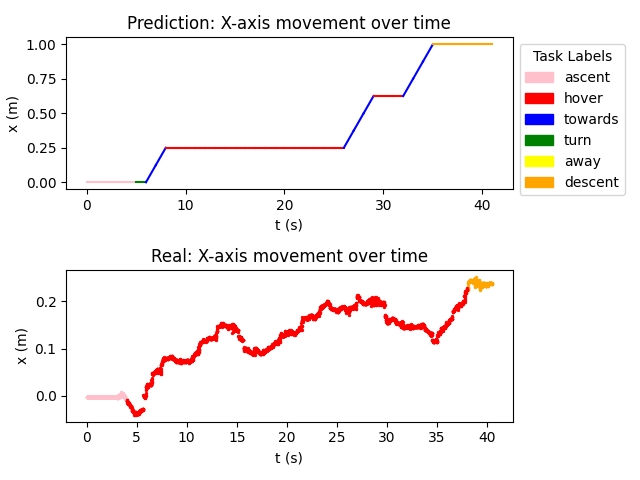 Prediction: X-axis movement over time
1.00
0.75
0.50
0.25
0.00
x (m)
0 10 20 30 40
t (s)
Task Labels
ascent
hover
towards
turn
away
descent
Real: X-axis movement over time
0.2
0.1
0.0
x (m)
0 5 10 15 20 25 30 35 40
t (s)